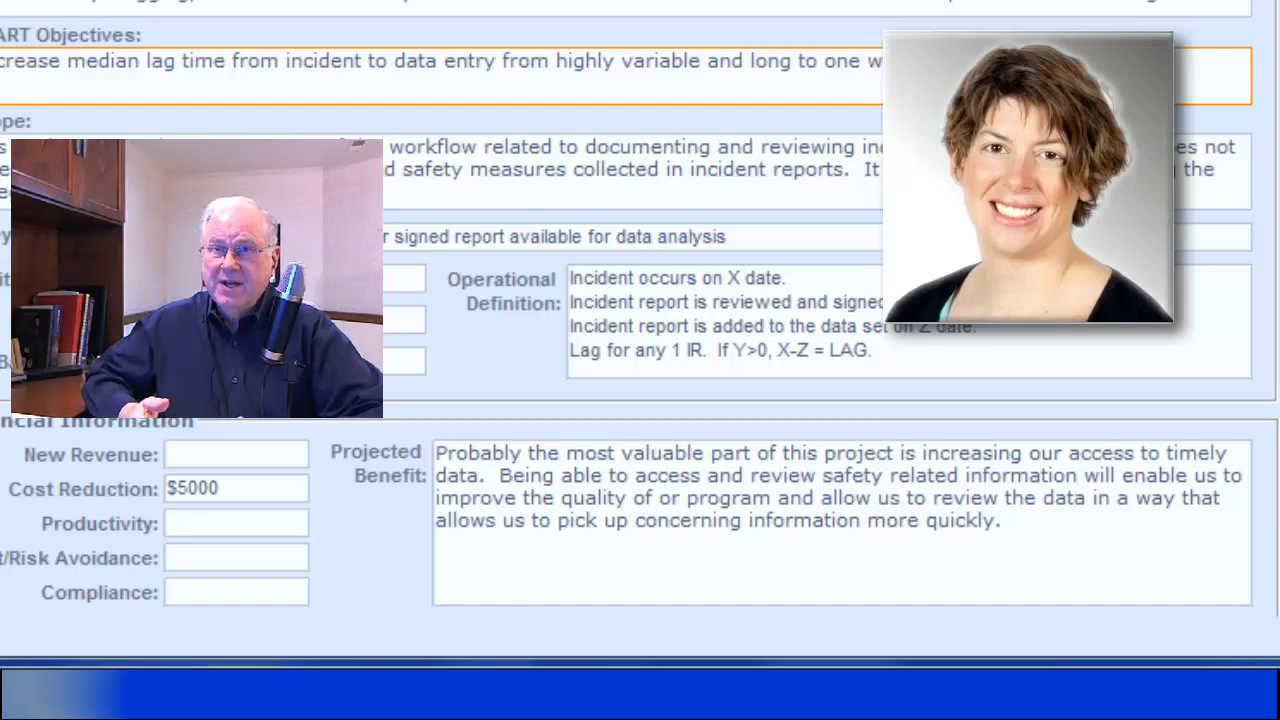 ART Objectives:
crease median lag time from incident to data entry from highly variable and long to one w
ope:
workflow related to documenting and reviewing in
es not
d safety measures collected in incident reports. It
the
r signed report available for data analysis
Operational
Definition:
Incident occurs on X date.
Incident report is reviewed and signed
Incident report is added to the data set on Z date.
Lag for any 1 IR. If Y>0, X-Z = LAG.
ncial Information
New Revenue:
Cost Reduction: $5000
Productivity:
t/Risk Avoidance:
Compliance:
Projected
Benefit:
Probably the most valuable part of this project is increasing our access to timely
data. Being able to access and review safety related information will enable us to
improve the quality of or program and allow us to review the data in a way that
allows us to pick up concerning information more quickly.